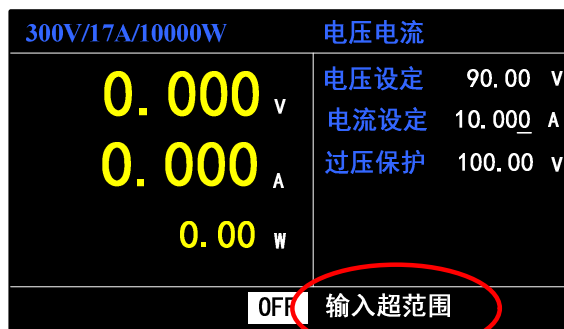 300V/17A/10000W 电压电流
0.000 V
0.000 A
0.00 W
电压设定 90.00 V
电流设定 10.000 A
过压保护 100.00 V
OFF 输入超范围